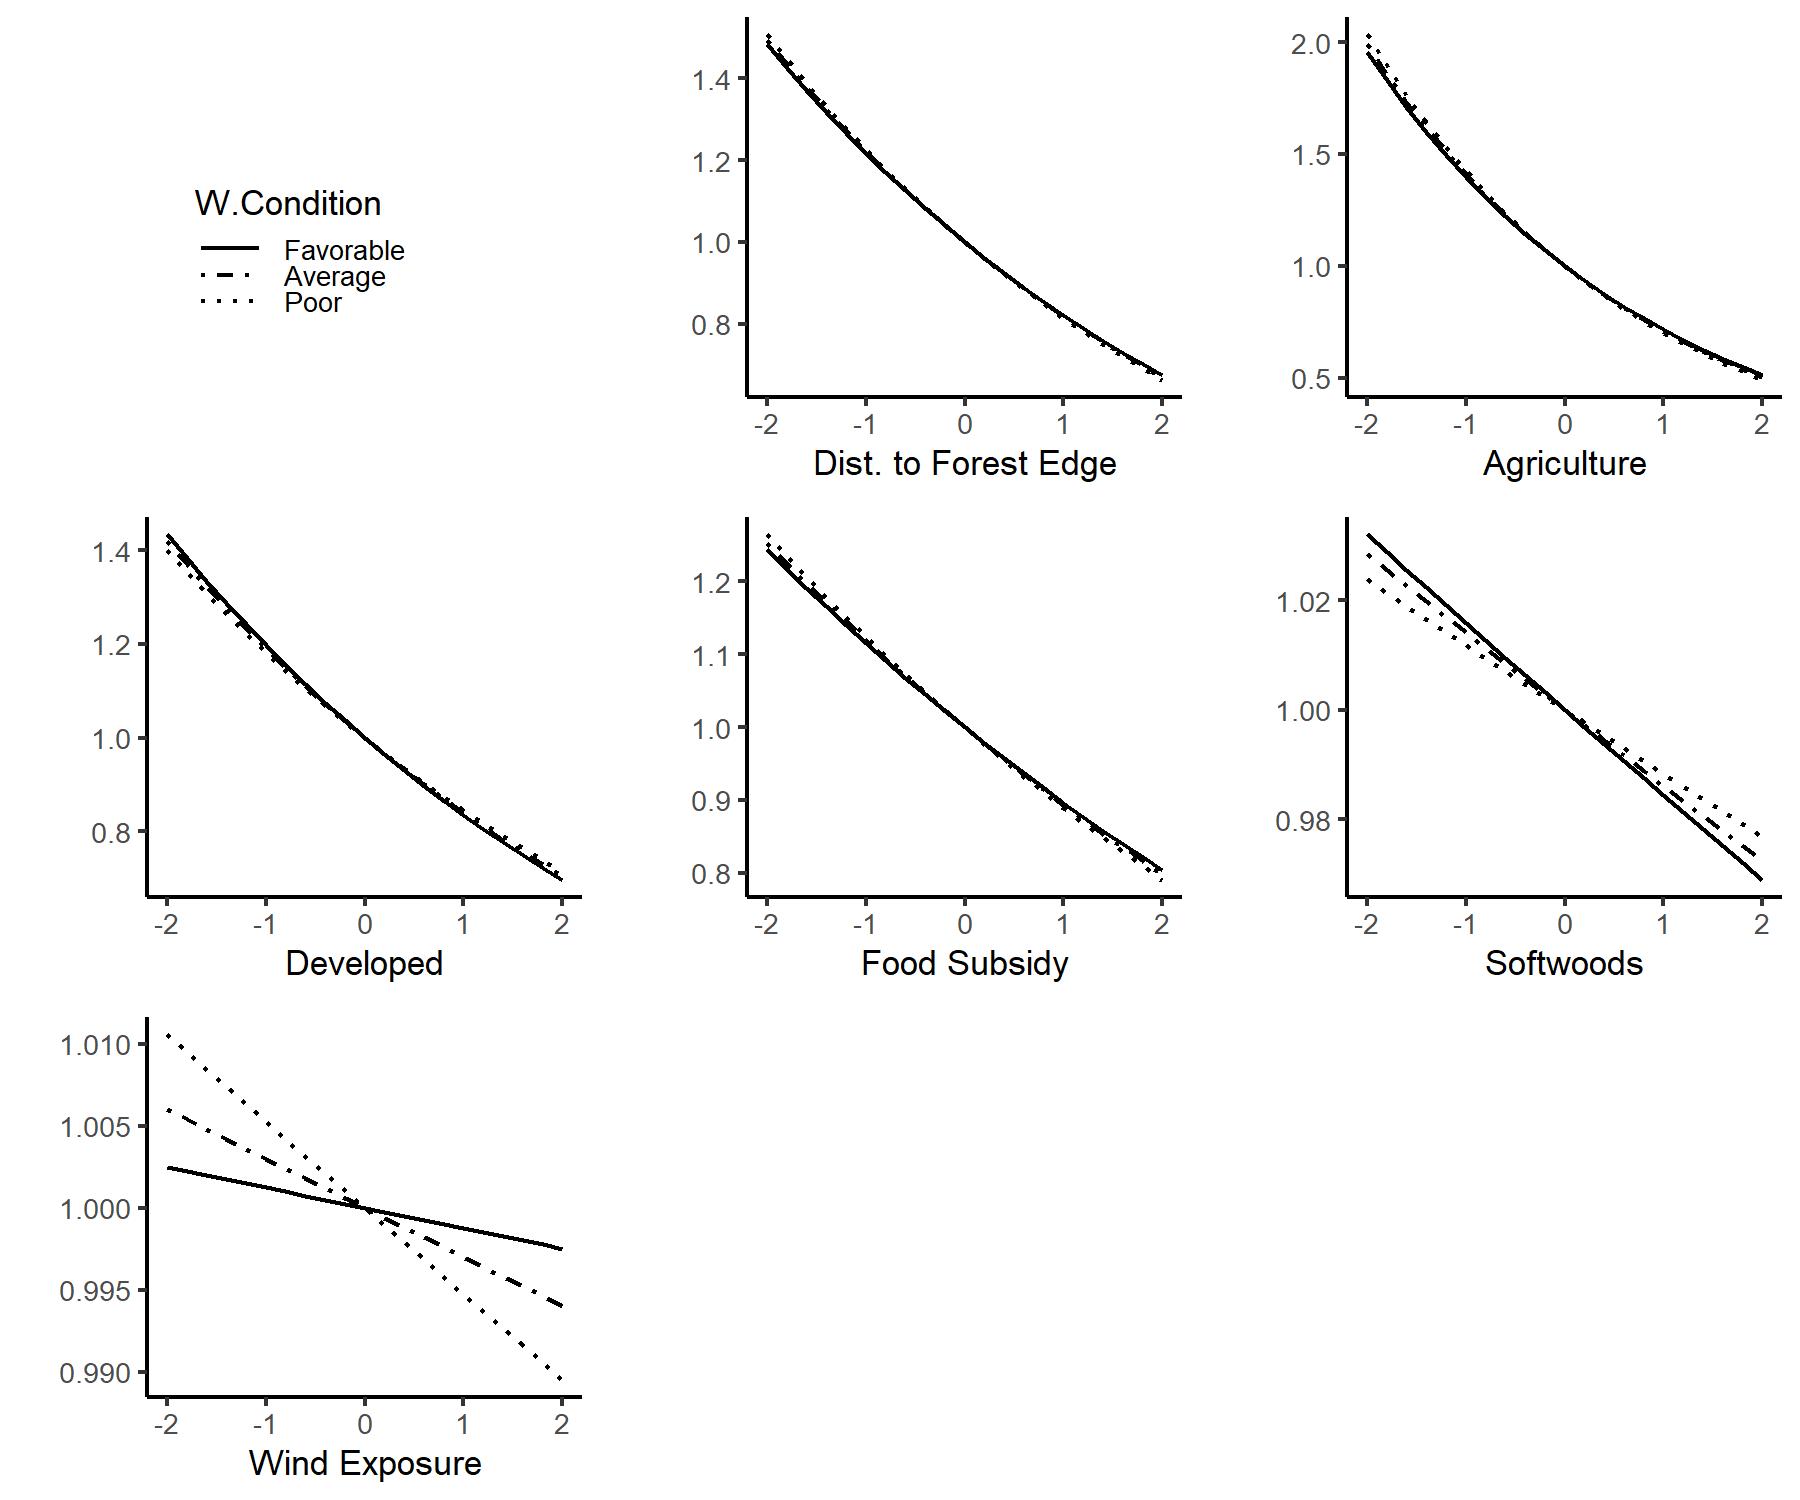 W.Condition
Favorable
Average
Poor
1.4
1.2
1.0
0.8
-2 -1 0 1 2
Dist. to Forest Edge
2.0
1.5
1.0
0.5
-2 -1 0 1 2
Agriculture
1.4
1.2
1.0
0.8
-2 -1 0 1 2
Developed
1.2
1.1
1.0
0.9
0.8
-2 -1 0 1 2
Food Subsidy
1.02
1.00
0.98
-2 -1 0 1 2
Softwoods
1.010
1.005
1.000
0.995
0.990
-2 -1 0 1 2
Wind Exposure